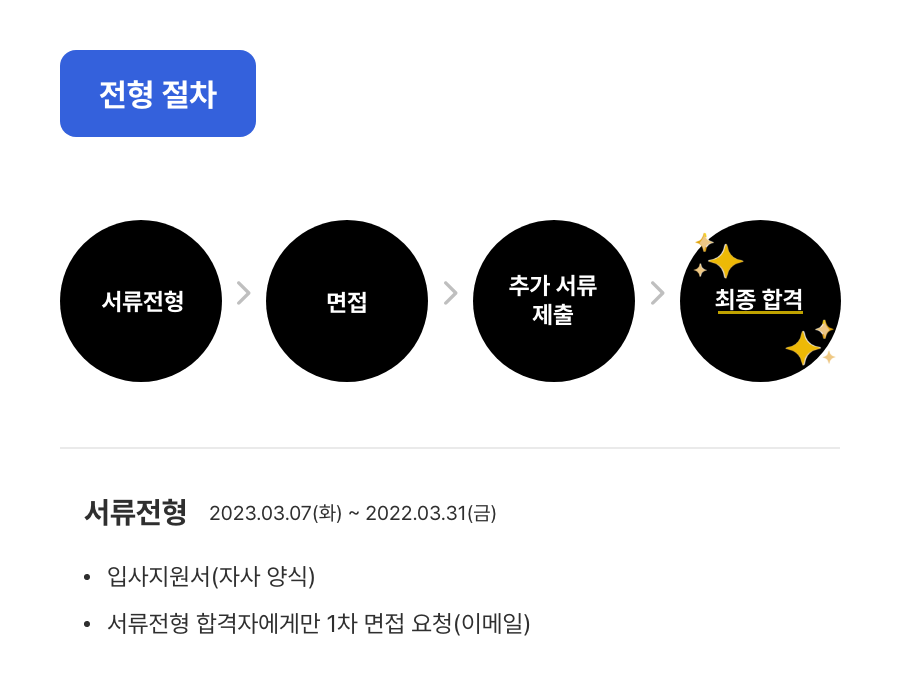 전형 절차
서류전형
면접
추가 서류
제출
최종 합격
서류전형 2023.03.07(화) ~ 2022.03.31(금)
• 입사지원서(자사 양식)
• 서류전형 합격자에게만 1차 면접 요청(이메일)